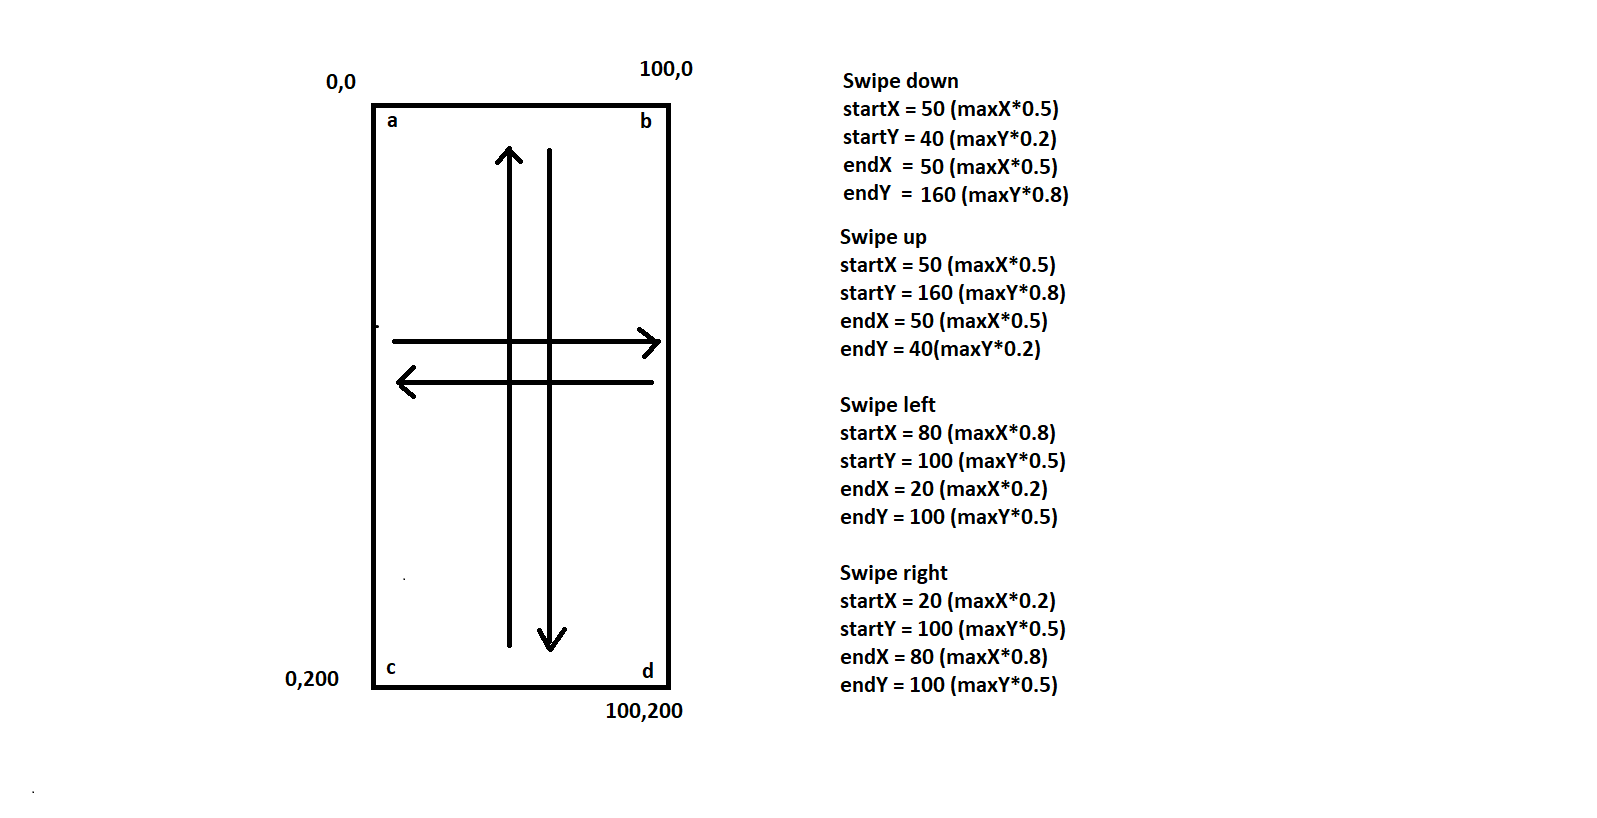 0,0
100,0
a
b
c
d
0,200
100,200
Swipe down
startX = 50 (maxX*0.5)
startY = 40 (maxY*0.2)
endX = 50 (maxX*0.5)
endY = 160 (maxY*0.8)
Swipe up
startX = 50 (maxX*0.5)
startY = 160 (maxY*0.8)
endX = 50 (maxX*0.5)
endY = 40(maxY*0.2)
Swipe left
startX = 80 (maxX*0.8)
startY = 100 (maxY*0.5)
endX = 20 (maxX*0.2)
endY = 100 (maxY*0.5)
Swipe right
startX = 20 (maxX*0.2)
startY = 100 (maxY*0.5)
endX = 80 (maxX*0.8)
endY = 100 (maxY*0.5)